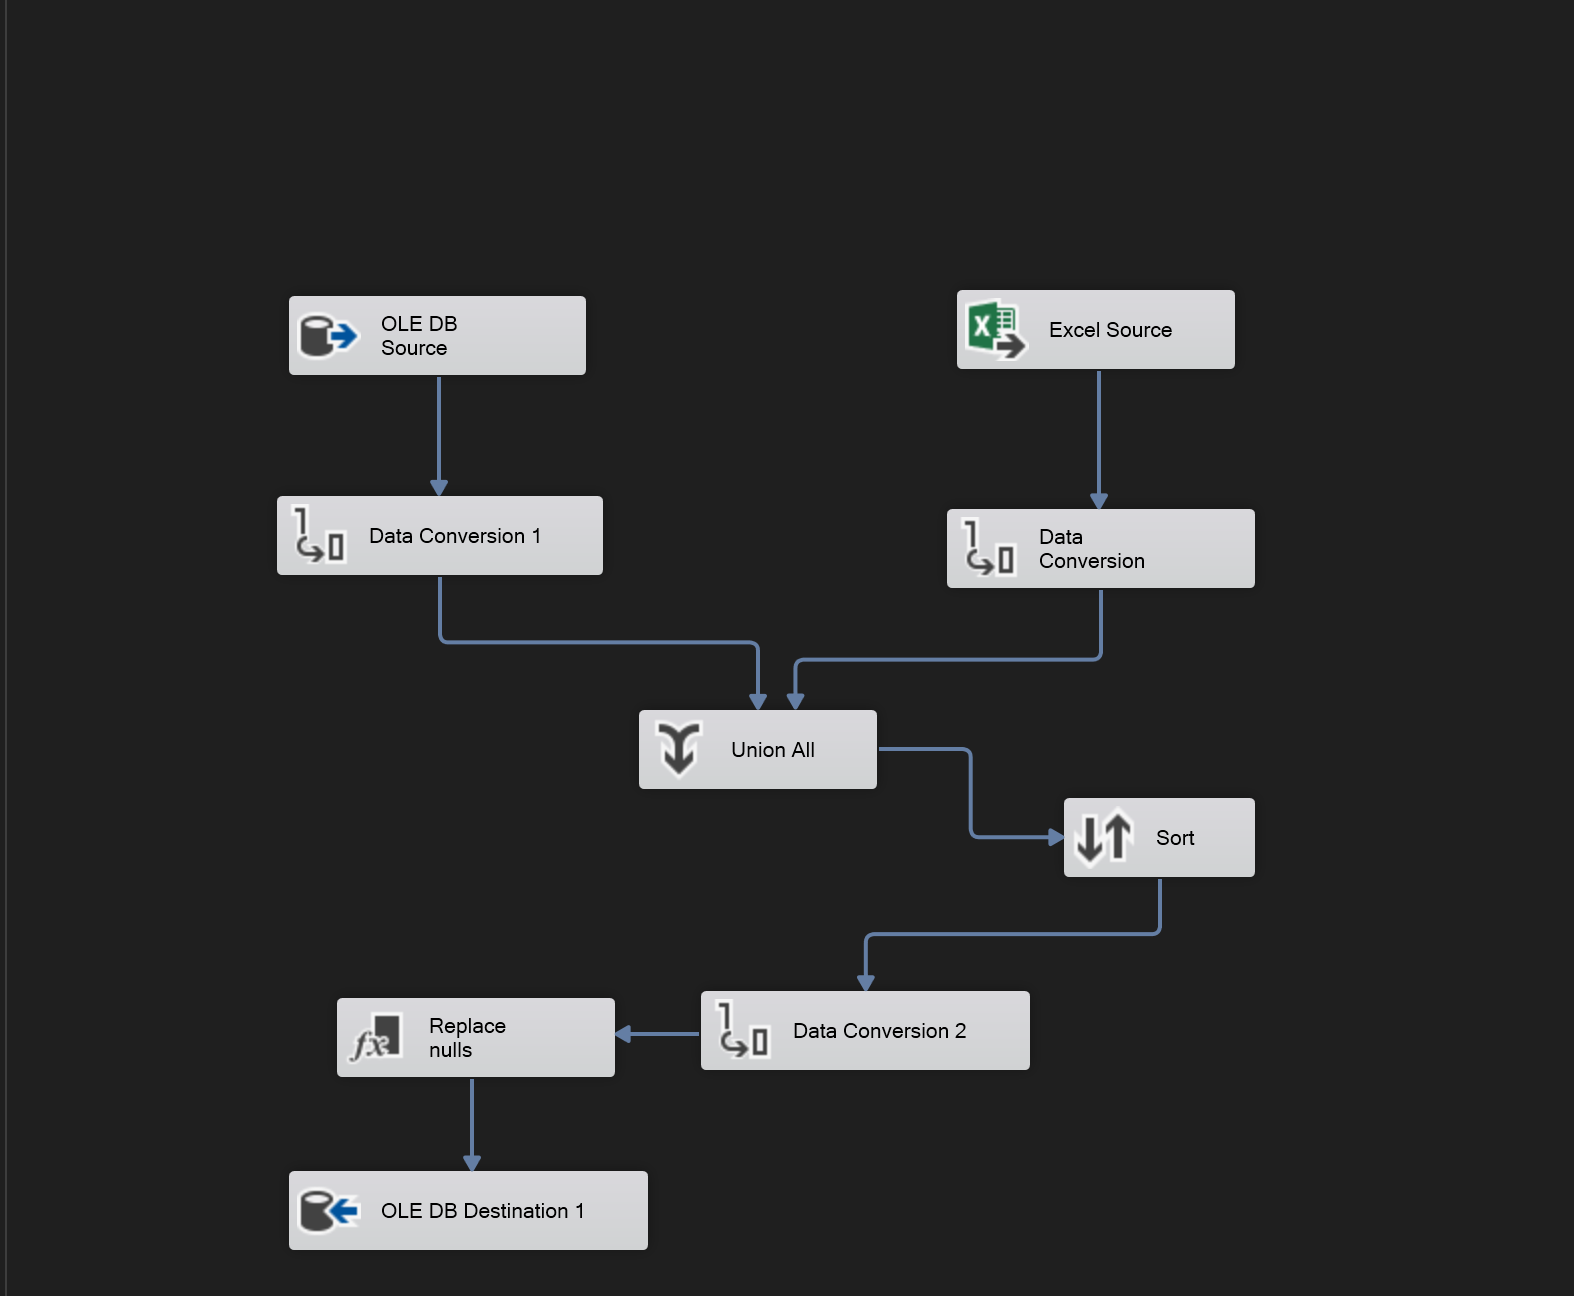 OLE DB
Source
Excel Source
Data Conversion 1
Data
Conversion
Union All
Sort
Data Conversion 2
Replace
nulls
OLE DB Destination 1